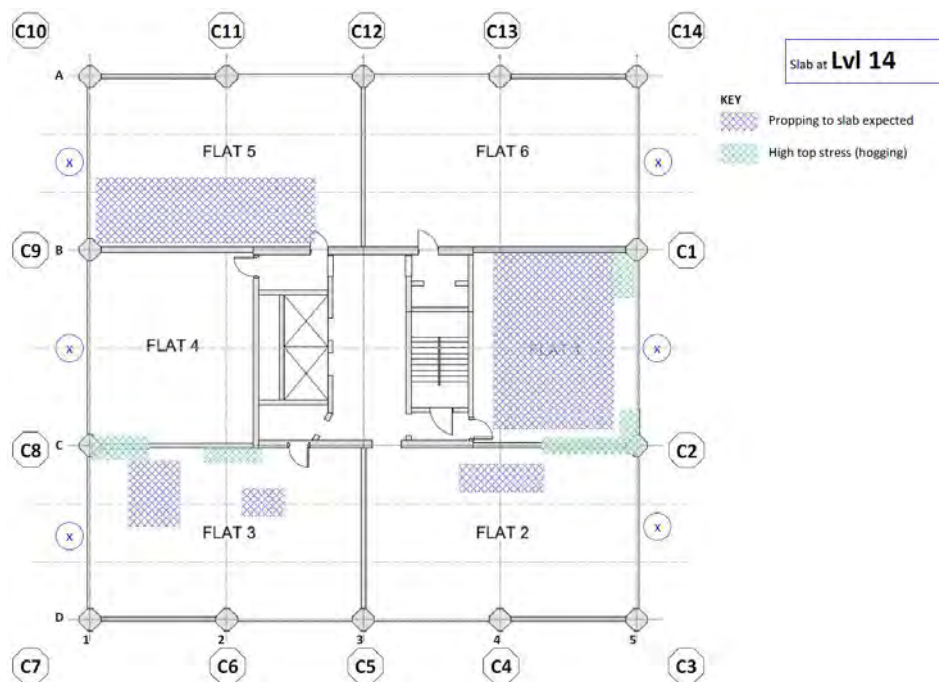 C10 C11 C12 C13 C14
Slab at Lvl 14
A
KEY
Propping to slab expected
FLAT 5 FLAT 6
High top stress (hogging)
X X
C9 B C1
FLAT 4
X X
C8 C C2
X X
FLAT 3 FLAT 2
D
1 2 3 4 5
C7 C6 C5 C4 C3